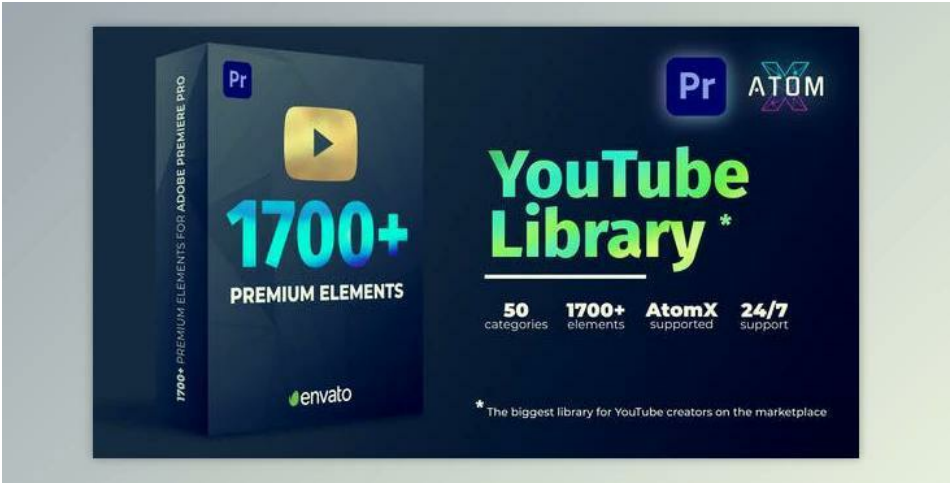 1700+ PREMIUM ELEMENTS FOR ADOBE PREMIERE PRO
Pr
1700+
PREMIUM ELEMENTS
envato
Pr
ATOM
X
YouTube
Library *
50
categories
1700+
elements
AtomX
supported
24/7
support
* The biggest library for YouTube creators on the marketplace